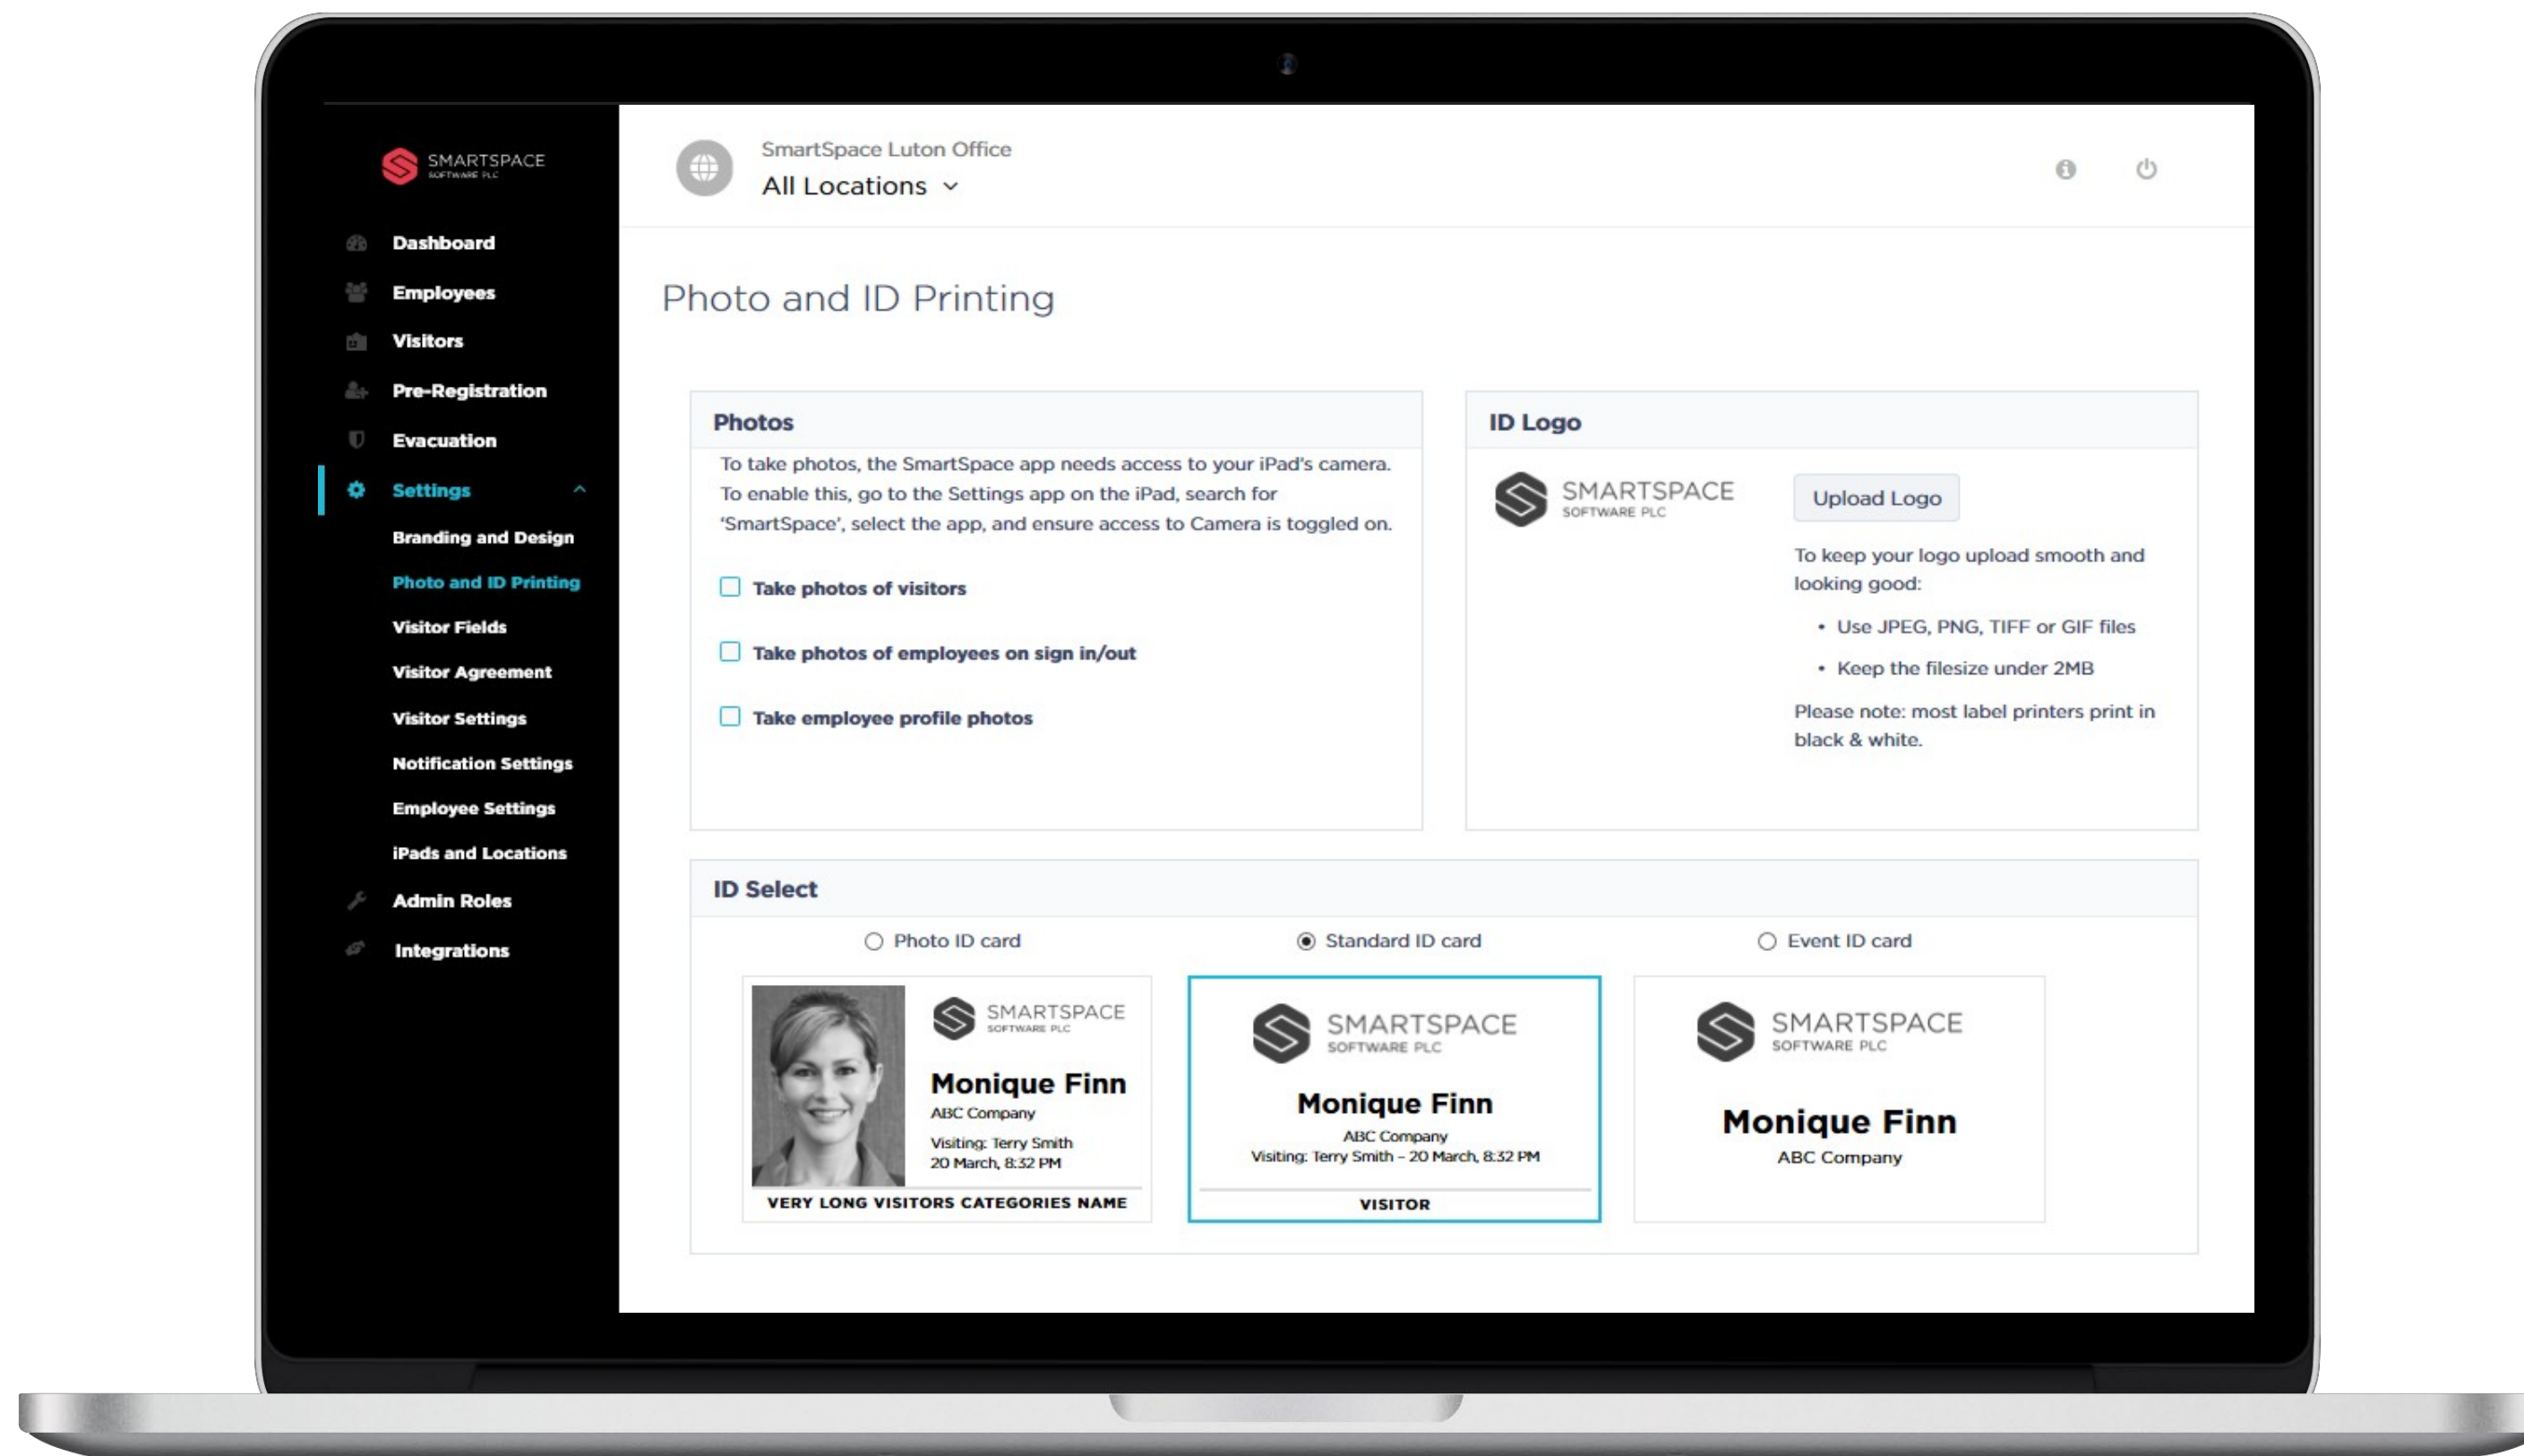 SMARTSPACE
SOFTWARE PLC
Dashboard
Employees
Visitors
Pre-Registration
Evacuation
Settings
Branding and Design
Photo and ID Printing
Visitor Fields
Visitor Agreement
Visitor Settings
Notification Settings
Employee Settings
iPads and Locations
Admin Roles
Integrations
SmartSpace Luton Office
All Locations
Photo and ID Printing
Photos
To take photos, the SmartSpace app needs access to your iPad's camera.
To enable this, go to the Settings app on the iPad, search for
‘SmartSpace’, select the app, and ensure access to Camera is toggled on.
Take photos of visitors
Take photos of employees on sign in/out
Take employee profile photos
ID Logo
SMARTSPACE
SOFTWARE PLC
Upload Logo
To keep your logo upload smooth and
looking good:
• Use JPEG, PNG, TIFF or GIF files
• Keep the filesize under 2MB
Please note: most label printers print in
black & white.
ID Select
Photo ID card
SMARTSPACE
SOFTWARE PLC
Monique Finn
ABC Company
Visiting: Terry Smith
20 March, 8:32 PM
VERY LONG VISITORS CATEGORIES NAME
Standard ID card
SMARTSPACE
SOFTWARE PLC
Monique Finn
ABC Company
Visiting: Terry Smith – 20 March, 8:32 PM
VISITOR
Event ID card
SMARTSPACE
SOFTWARE PLC
Monique Finn
ABC Company